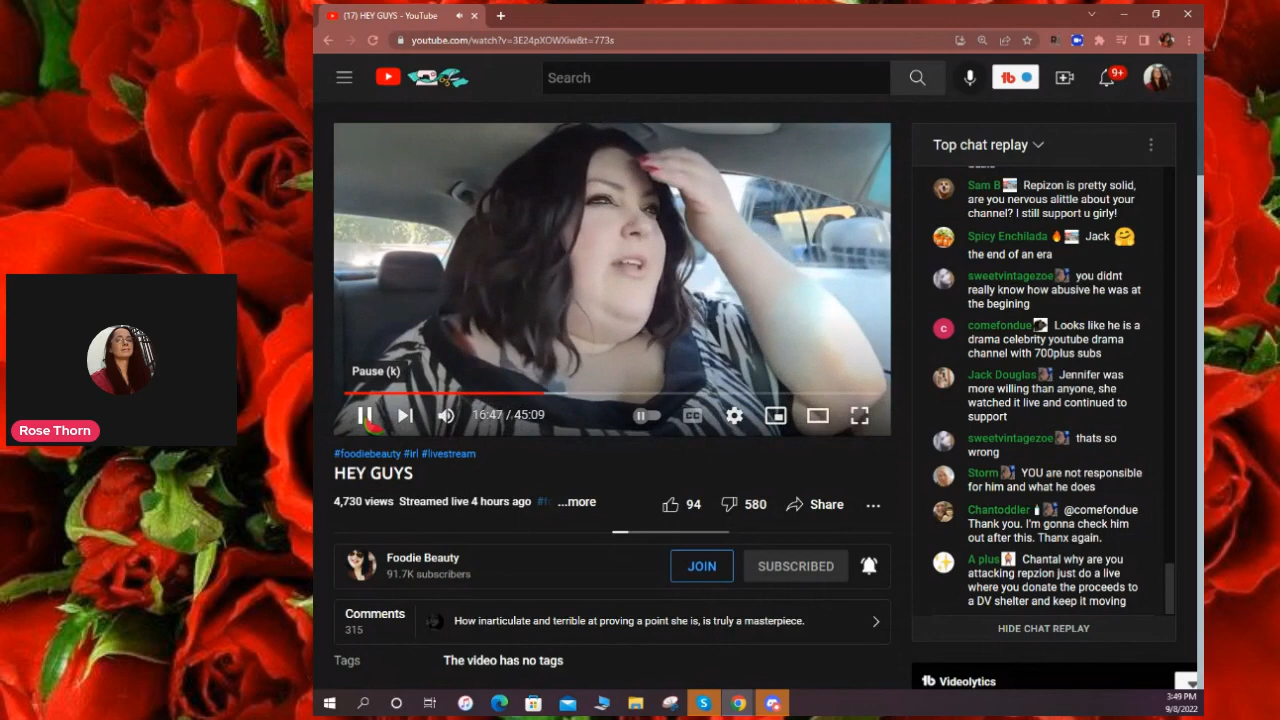 (17) HEY GUYS - YouTube
youtube.com/watch?v=3E24pXOWXiw&t=773s
Search
9+
Top chat replay
Sam B Repizon is pretty solid,
are you nervous alittle about your
channel? I still support u girly!
Spicy Enchilada Jack
the end of an era
sweetvintagezoe you didnt
really know how abusive he was at
the begining
comefondue Looks like he is a
drama celebrity youtube drama
channel with 700plus subs
Jack Douglas Jennifer was
more willing than anyone, she
watched it live and continued to
support
sweetvintagezoe thats so
wrong
Storm YOU are not responsible
for him and what he does
Chantoddler @comefondue
Thank you. I'm gonna check him
out after this. Thanx again.
A plus Chantal why are you
attacking repzion just do a live
where you donate the proceeds to
a DV shelter and keep it moving
HIDE CHAT REPLAY
Pause (k)
16:47 / 45:09
CC
#foodiebeauty #irl #livestream
HEY GUYS
4,730 views Streamed live 4 hours ago ...more
94
580
Share
Foodie Beauty
91.7K subscribers
JOIN
SUBSCRIBED
Comments
315
How inarticulate and terrible at proving a point she is, is truly a masterpiece.
Tags
The video has no tags
tb Videolytics
Rose Thorn
3:49 PM
9/8/2022